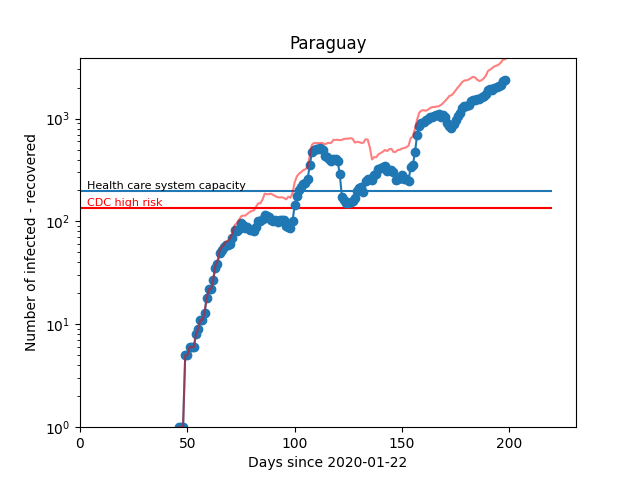 Paraguay
Number of infected - recovered
10³
10²
10¹
10⁰
Health care system capacity
CDC high risk
0 50 100 150 200
Days since 2020-01-22